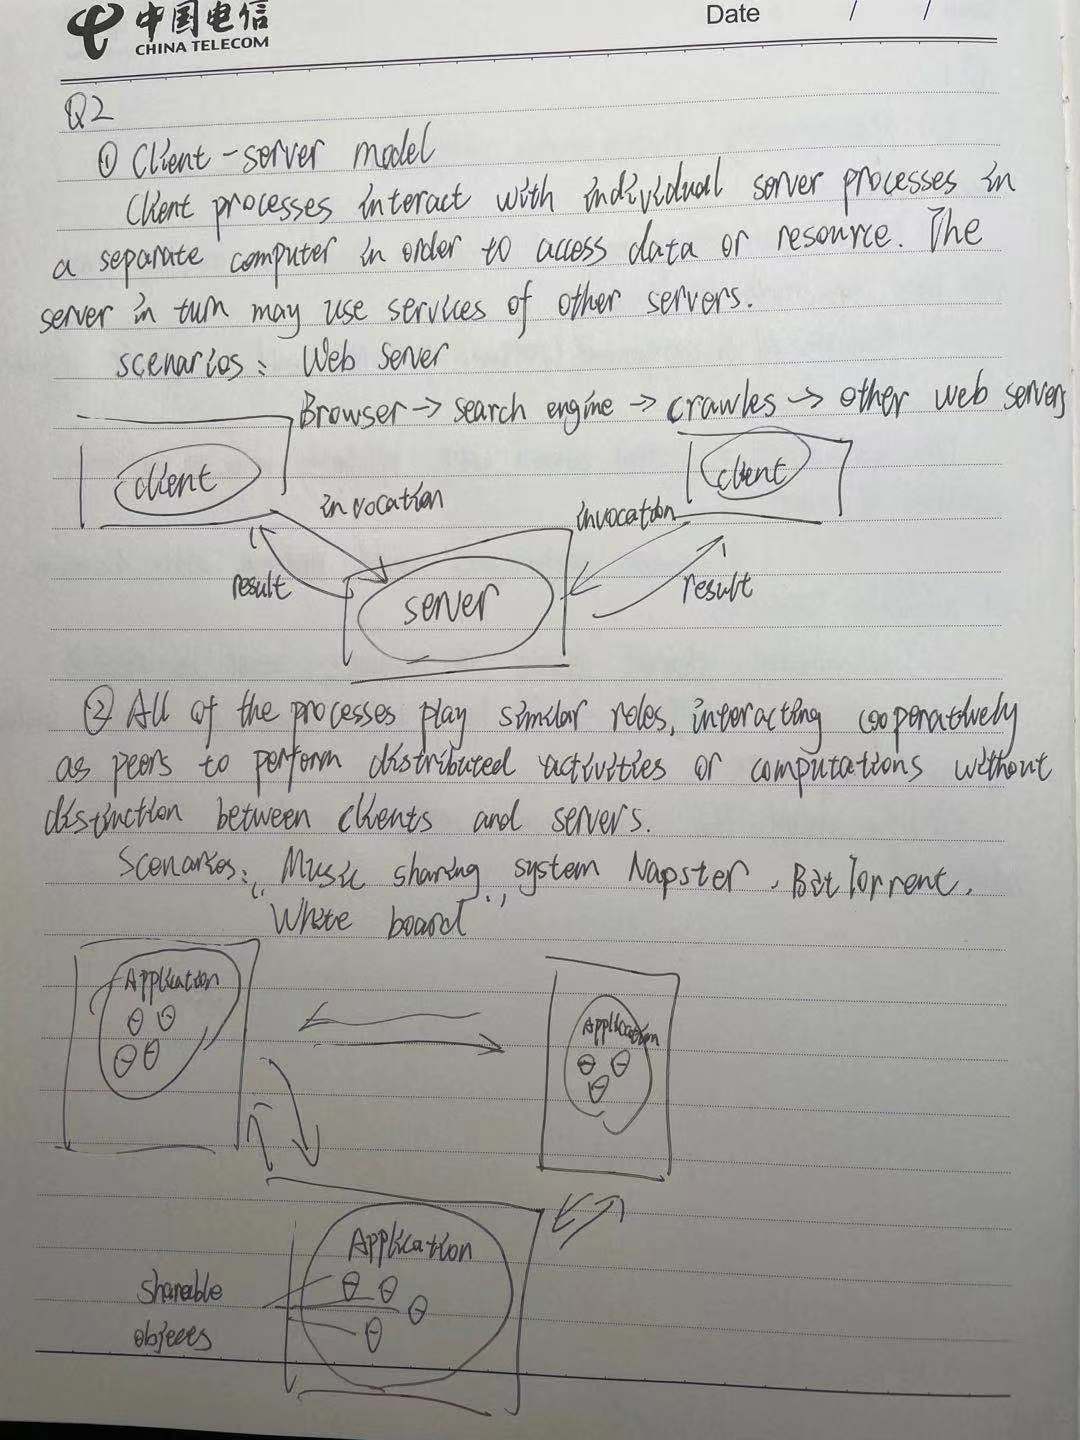 中国电信
CHINA TELECOM
Date / /
Q2
① Client-server model
Client processes interact with individual server processes in
a separate computer in order to access data or resource. The
server in turn may use services of other servers.
scenarios: Web Server
Browser → search engine → crawles → other web servers
client
client
invocation
invocation
result
result
server
② All of the processes play similar roles, interacting cooperatively
as peers to perform distributed activities or computations without
distinction between clients and servers.
Scenarios: Music sharing system Napster, BitTorrent,
"White board"
Application
Application
Application
Shareable
objects